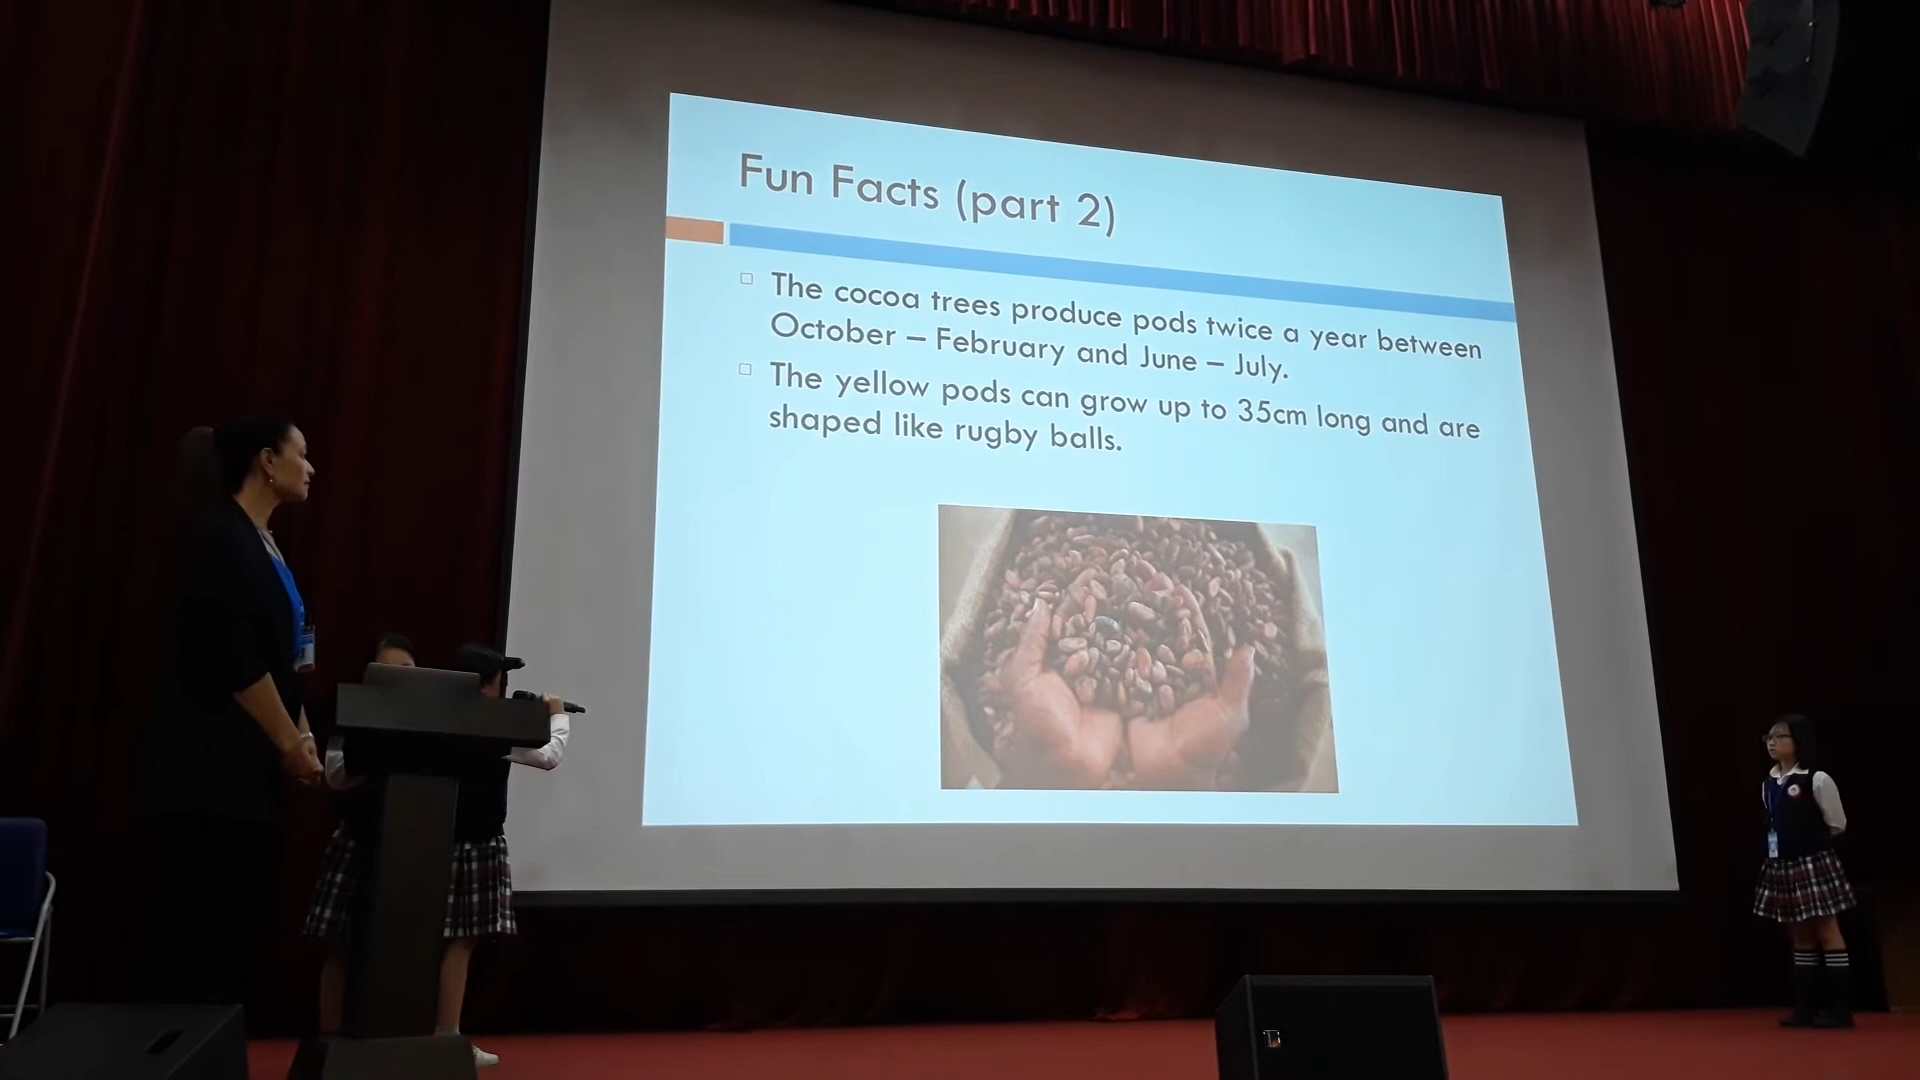 Fun Facts (part 2)
The cocoa trees produce pods twice a year between
October – February and June – July.
The yellow pods can grow up to 35cm long and are
shaped like rugby balls.